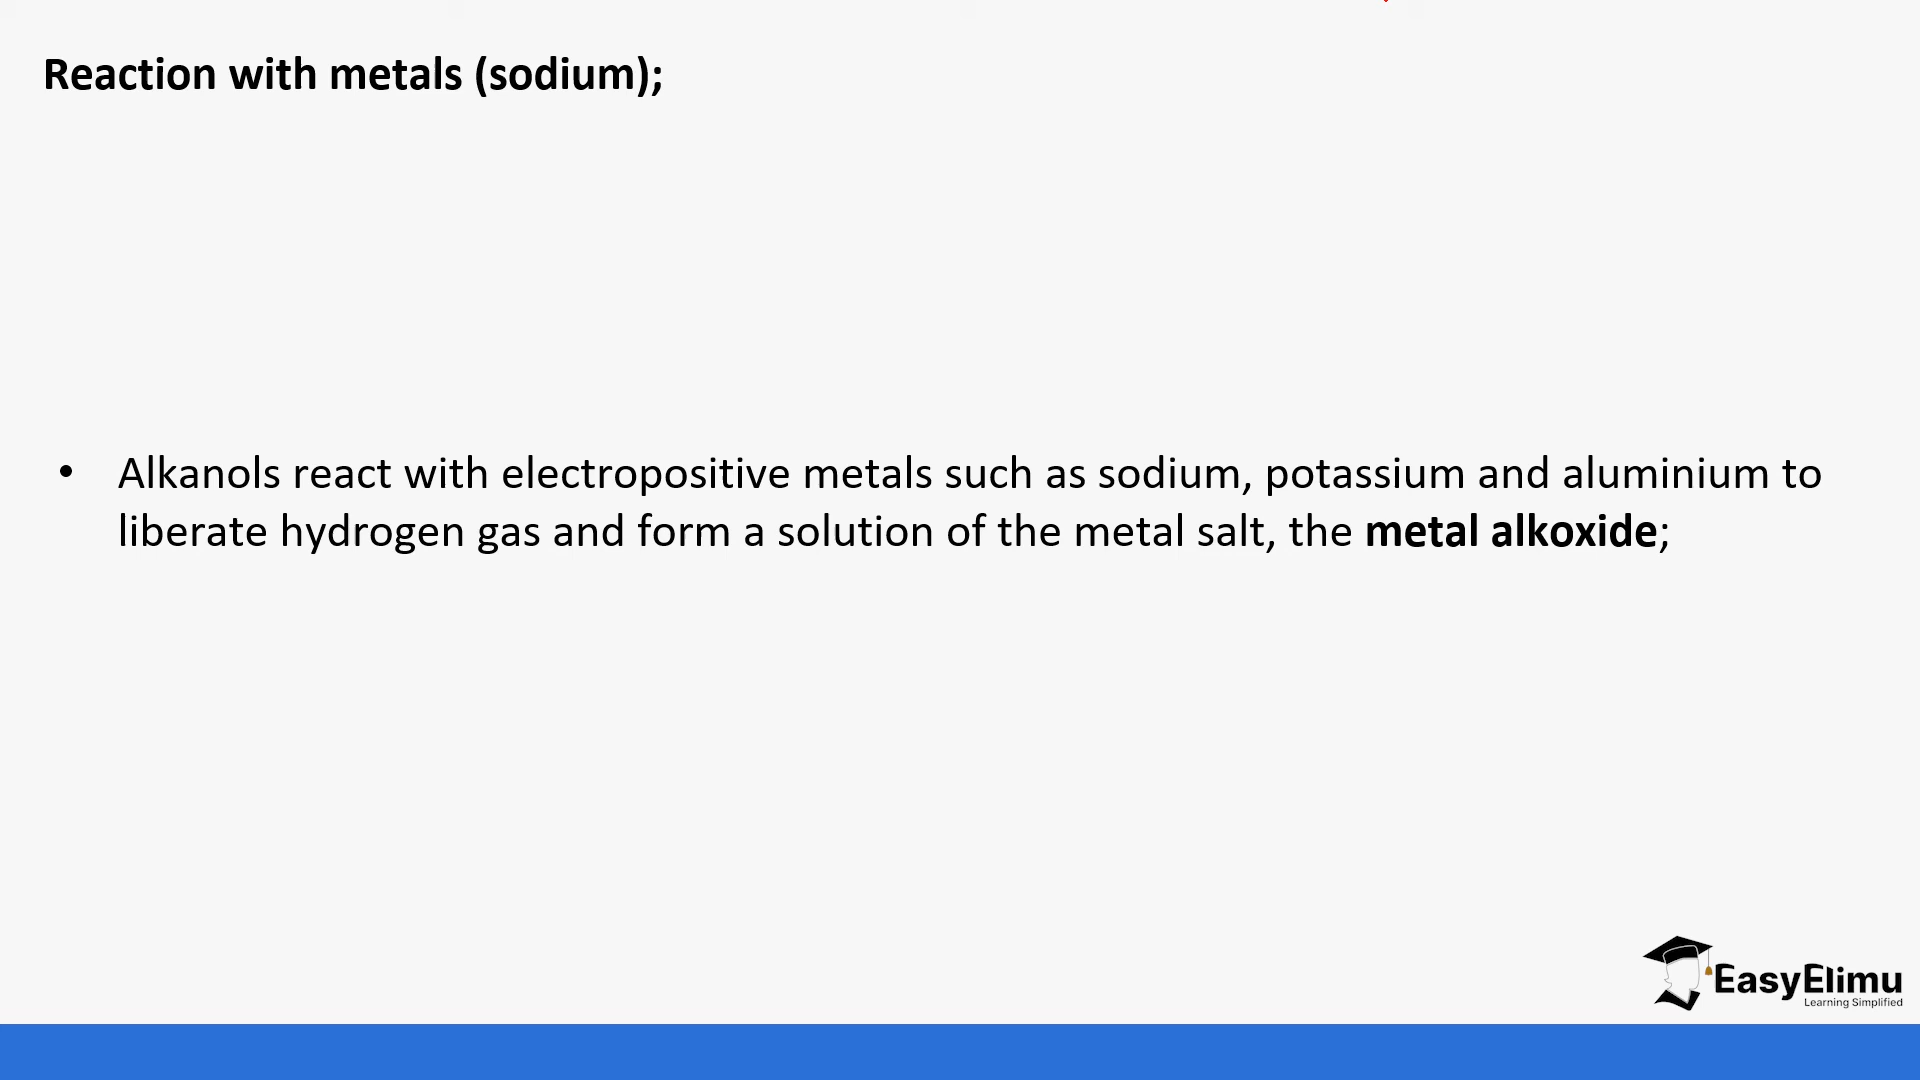 Reaction with metals (sodium);
• Alkanols react with electropositive metals such as sodium, potassium and aluminium to
liberate hydrogen gas and form a solution of the metal salt, the metal alkoxide;
EasyElimu
Learning Simplified